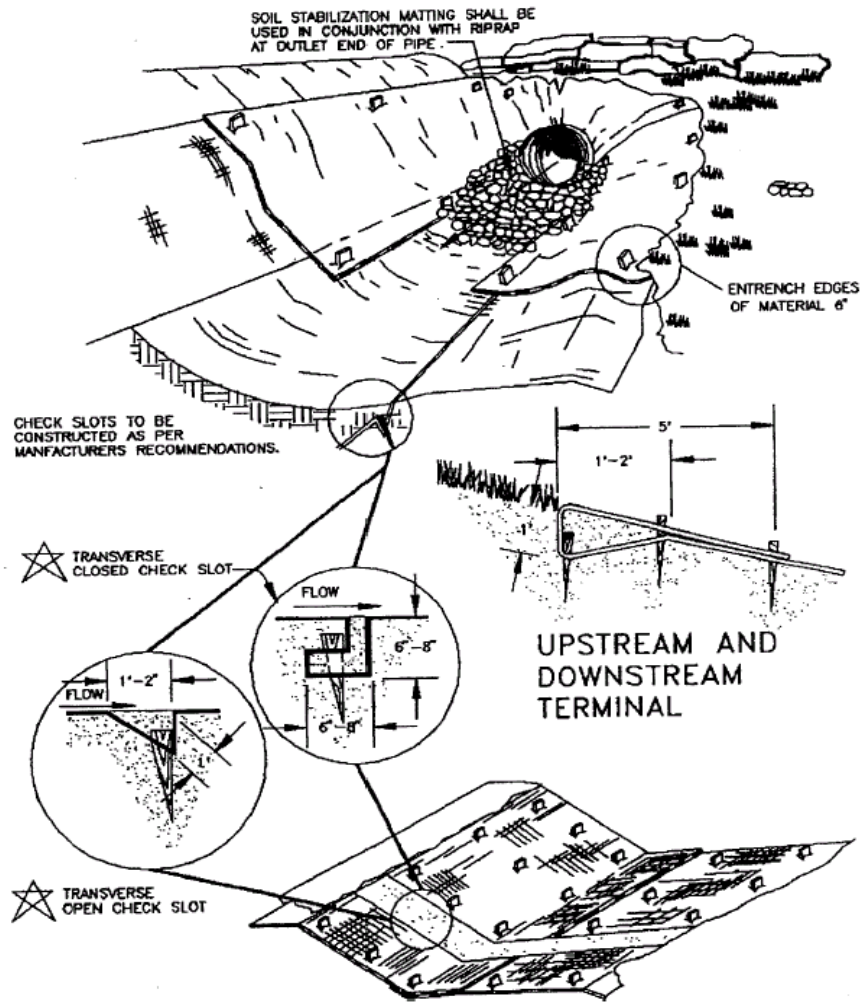 SOIL STABILIZATION MATTING SHALL BE
USED IN CONJUNCTION WITH RIPRAP
AT OUTLET END OF PIPE.
ENTRENCH EDGES
OF MATERIAL 6"
CHECK SLOTS TO BE
CONSTRUCTED AS PER
MANFACTURERS RECOMMENDATIONS.
5'
1'-2"
1'
TRANSVERSE
CLOSED CHECK SLOT
FLOW
6"-8"
6"-8"
UPSTREAM AND
DOWNSTREAM
TERMINAL
1'-2"
FLOW
1'
TRANSVERSE
OPEN CHECK SLOT